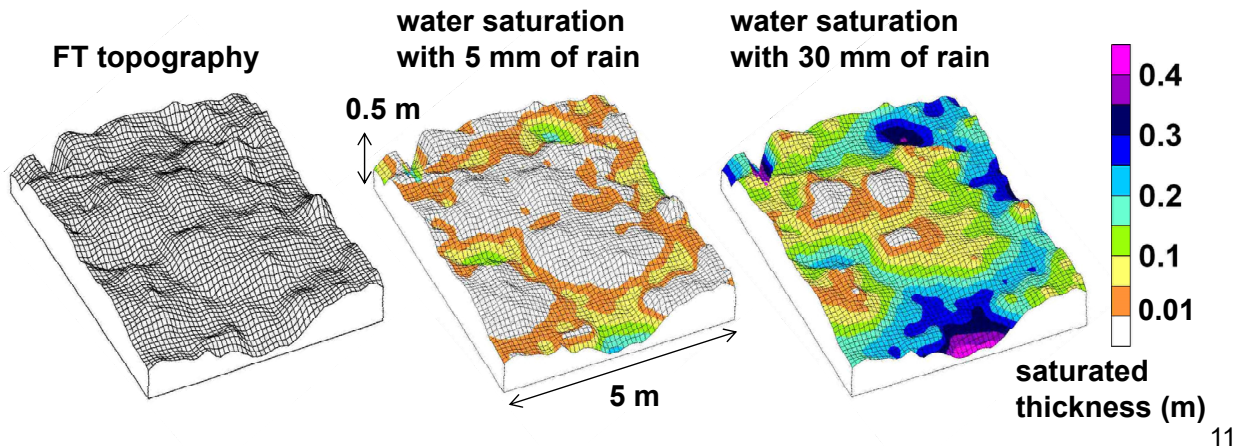 FT topography
water saturation
with 5 mm of rain
water saturation
with 30 mm of rain
0.5 m
5 m
0.4
0.3
0.2
0.1
0.01
saturated
thickness (m)
11